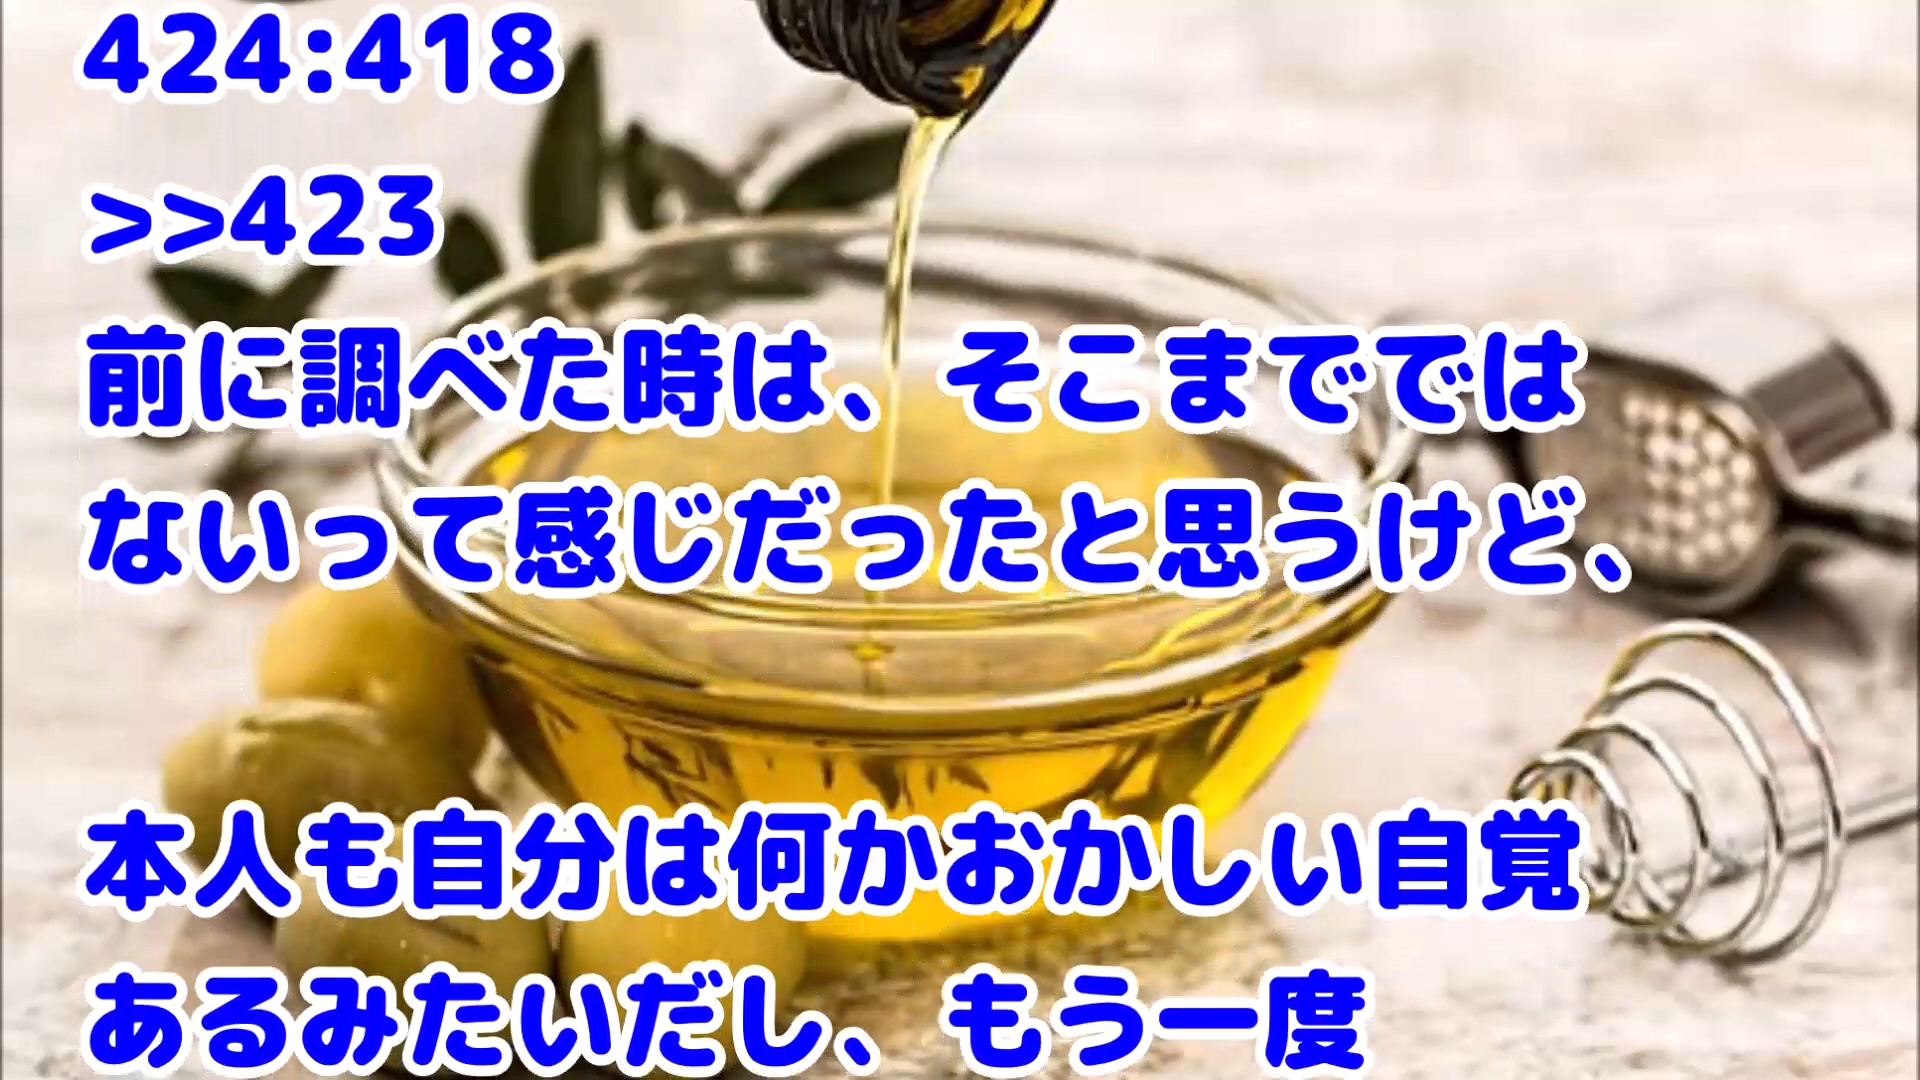 424:418
>>423
前に調べた時は、そこまででは
ないって感じだったと思うけど、
本人も自分は何かおかしい自覚
あるみたいだし、もう一度